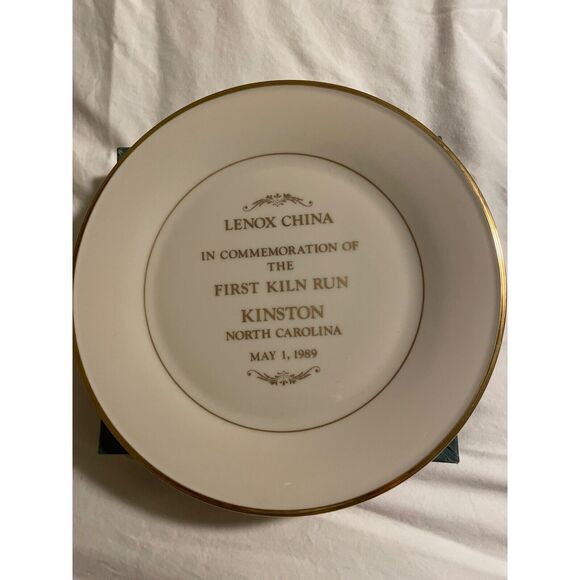 LENOX CHINA
IN COMMEMORATION OF
THE
FIRST KILN RUN
KINSTON
NORTH CAROLINA
MAY 1, 1989